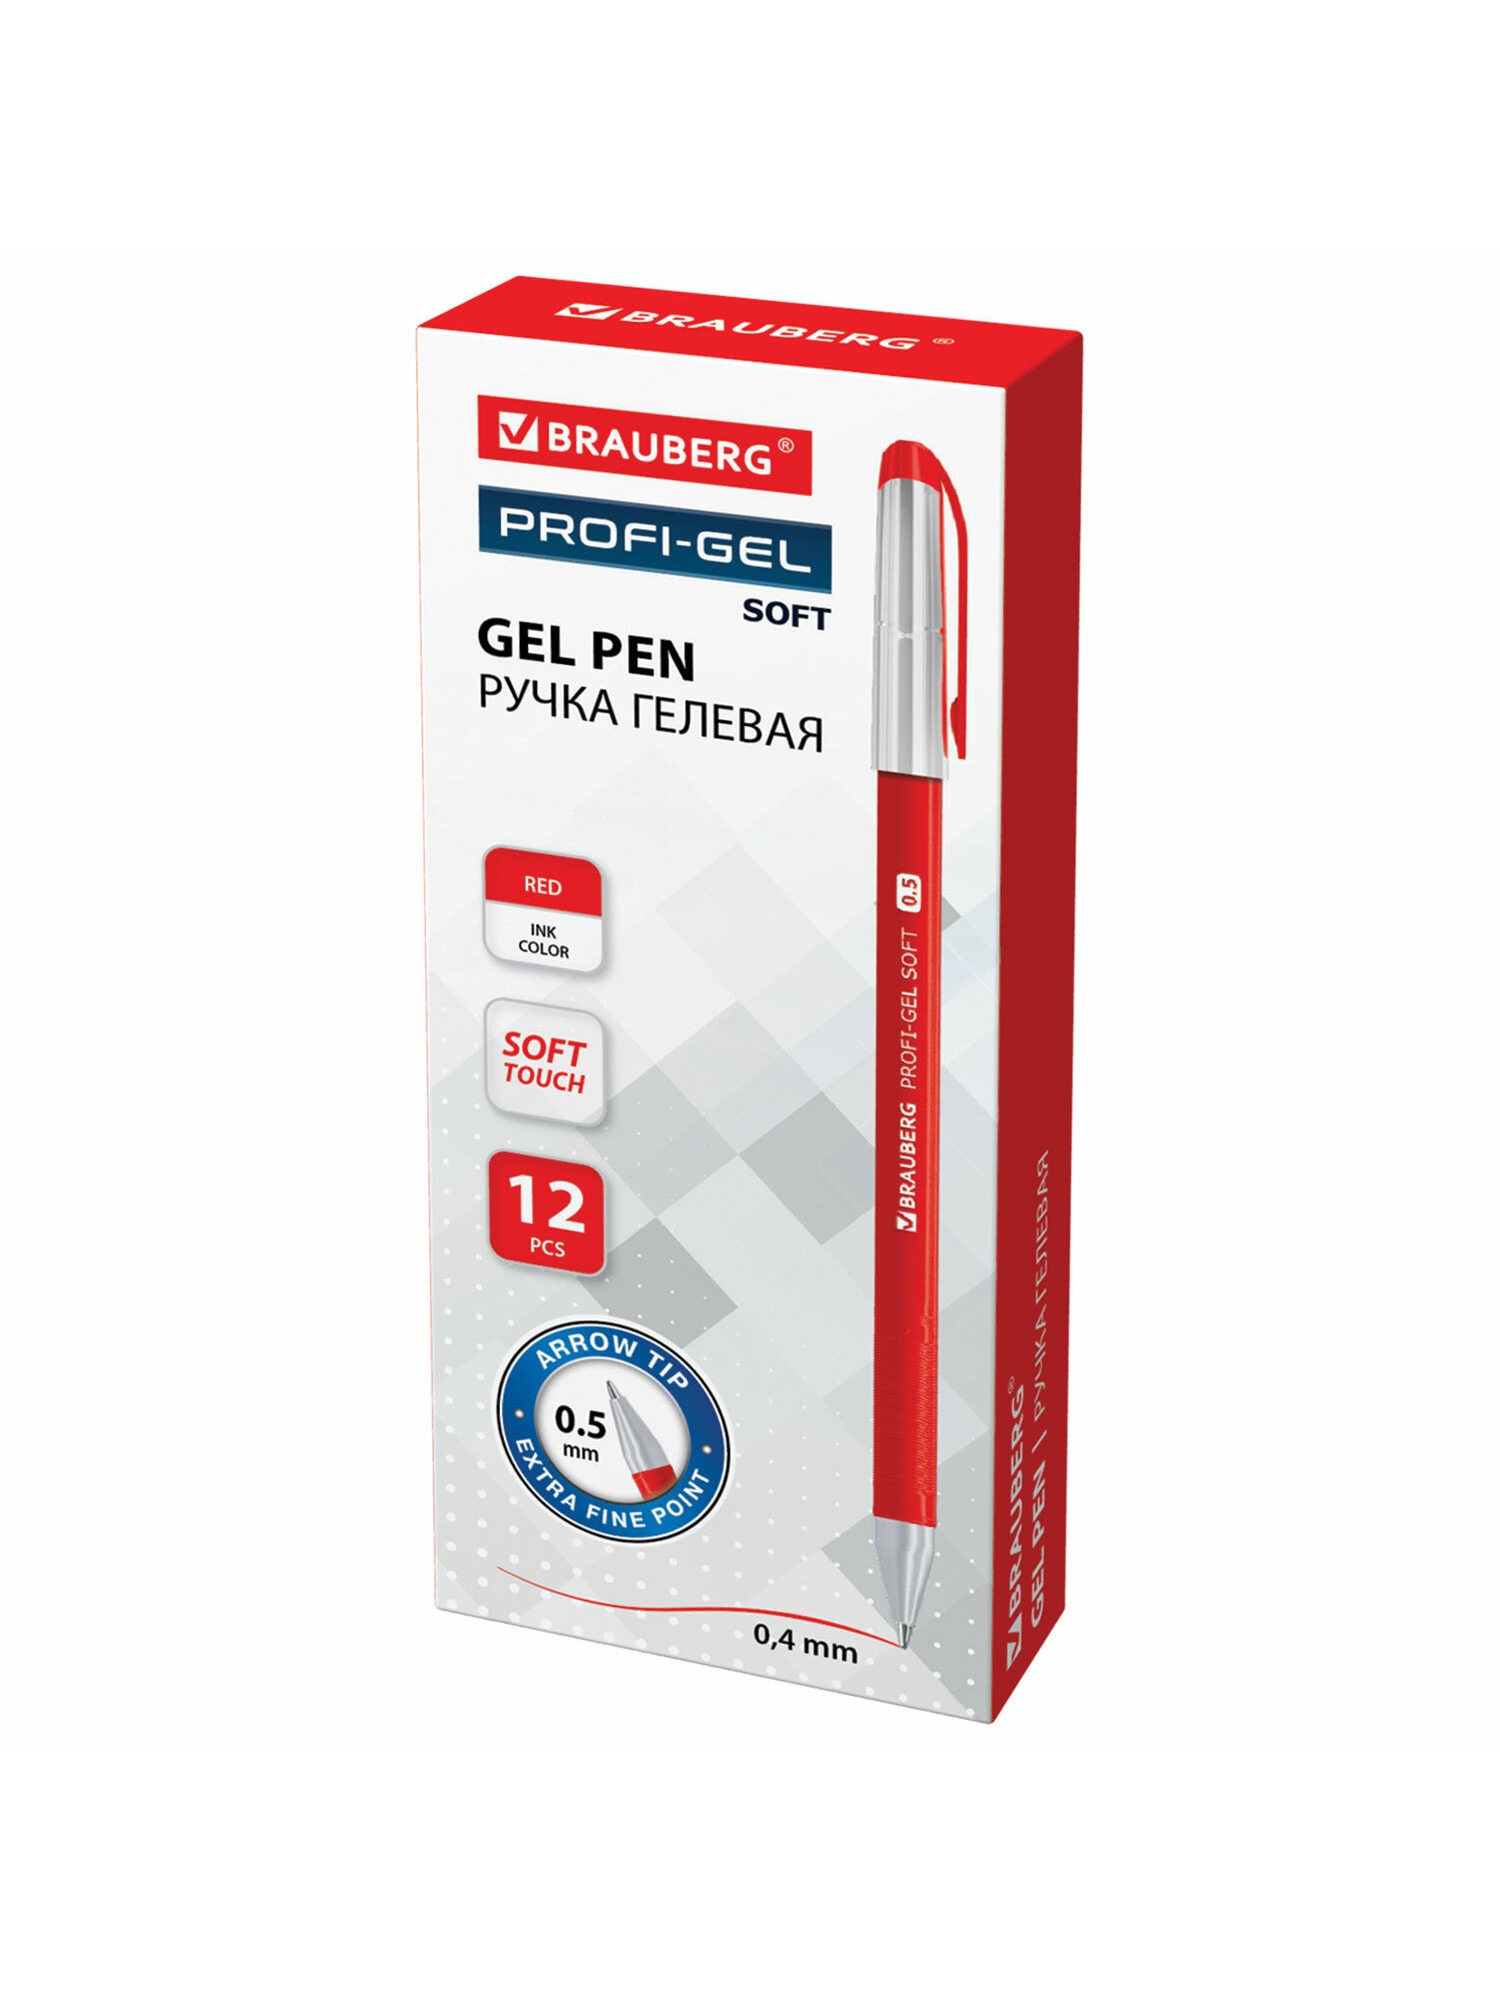 BRAUBERG ®
BRAUBERG®
PROFI-GEL
SOFT
GEL PEN
РУЧКА ГЕЛЕВАЯ
RED
INK
COLOR
SOFT
TOUCH
12
PCS
ARROW TIP
0.5
mm
EXTRA FINE POINT
0,4 mm
BRAUBERG PROFI-GEL SOFT 0.5
BRAUBERG®
GEL PEN | РУЧКА ГЕЛЕВАЯ